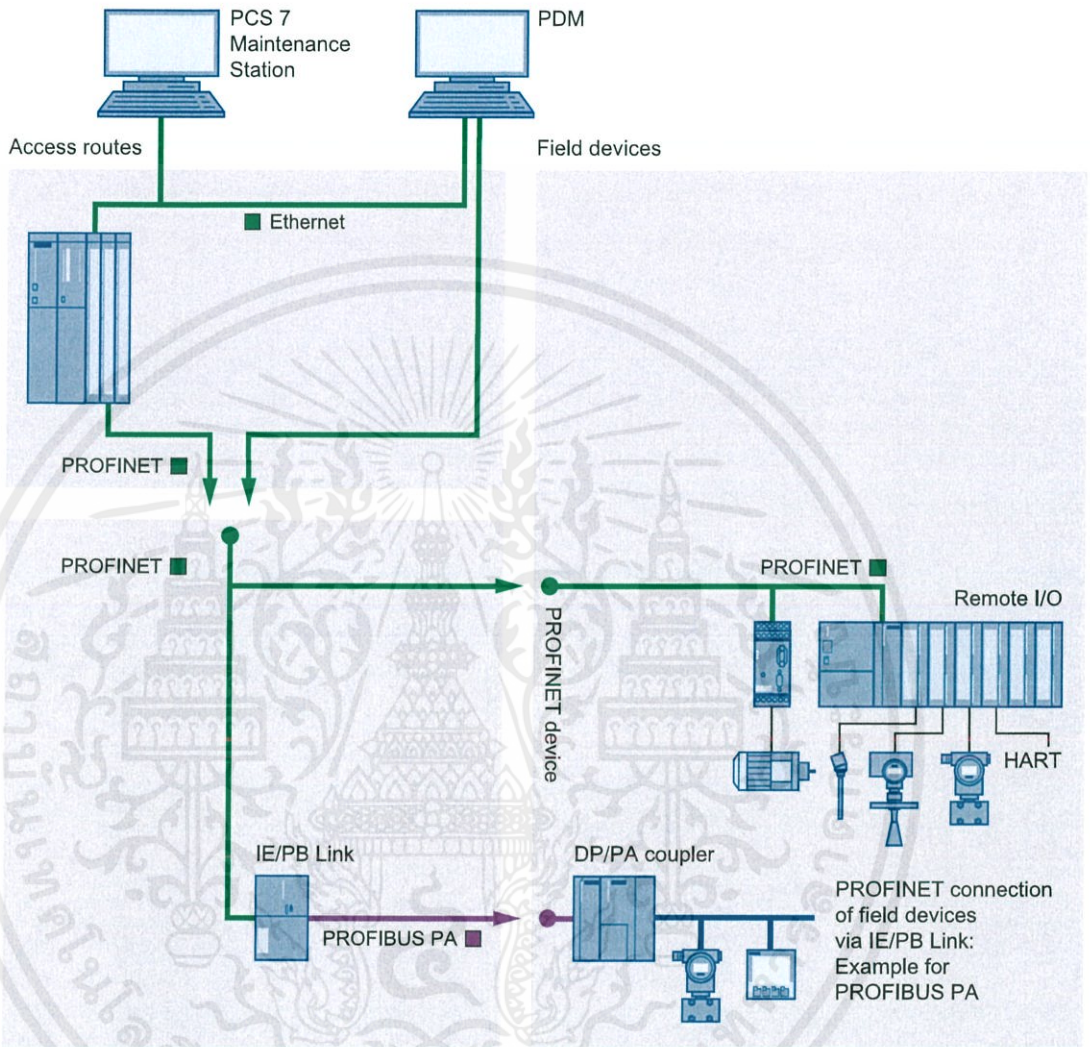 PCS 7
Maintenance
Station
PDM
Access routes
Field devices
Ethernet
PROFINET
PROFINET
PROFINET
Remote I/O
PROFINET device
HART
IE/PB Link
DP/PA coupler
PROFIBUS PA
PROFINET connection
of field devices
via IE/PB Link:
Example for
PROFIBUS PA